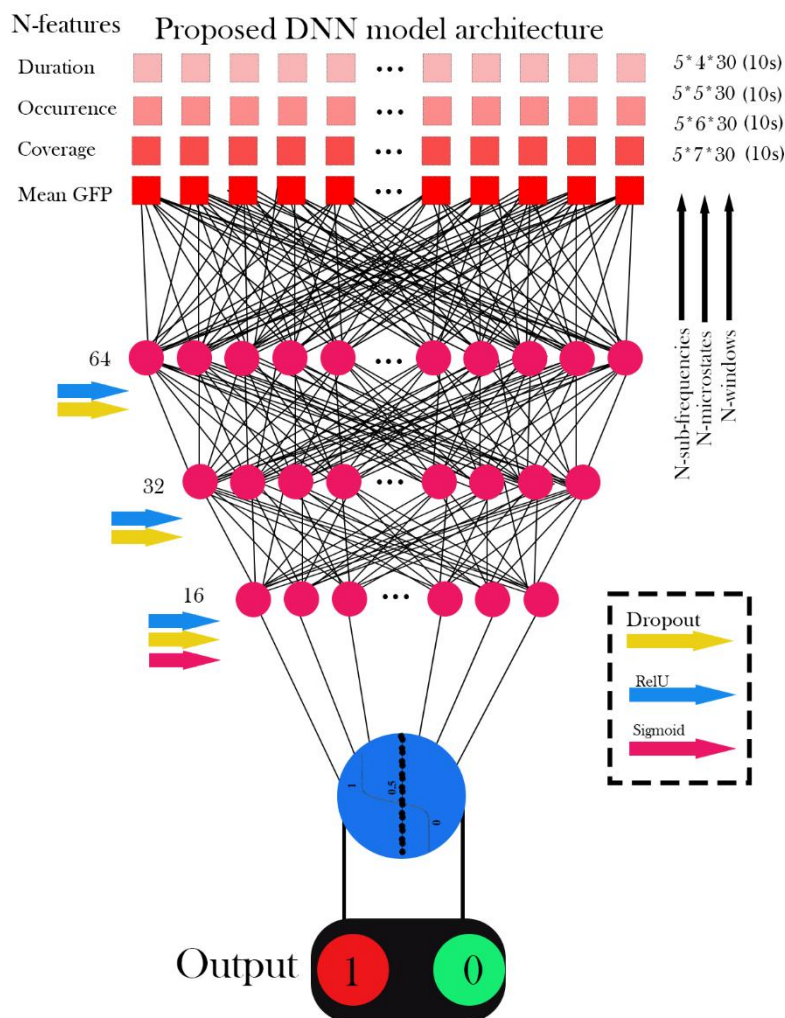 N-features
Proposed DNN model architecture
Duration
5*4*30 (10s)
Occurrence
5*5*30 (10s)
Coverage
5*6*30 (10s)
Mean GFP
5*7*30 (10s)
N-sub-frequencies
N-microstates
N-windows
64
32
16
Dropout
RelU
Sigmoid
1
0.5
0
Output
1
0